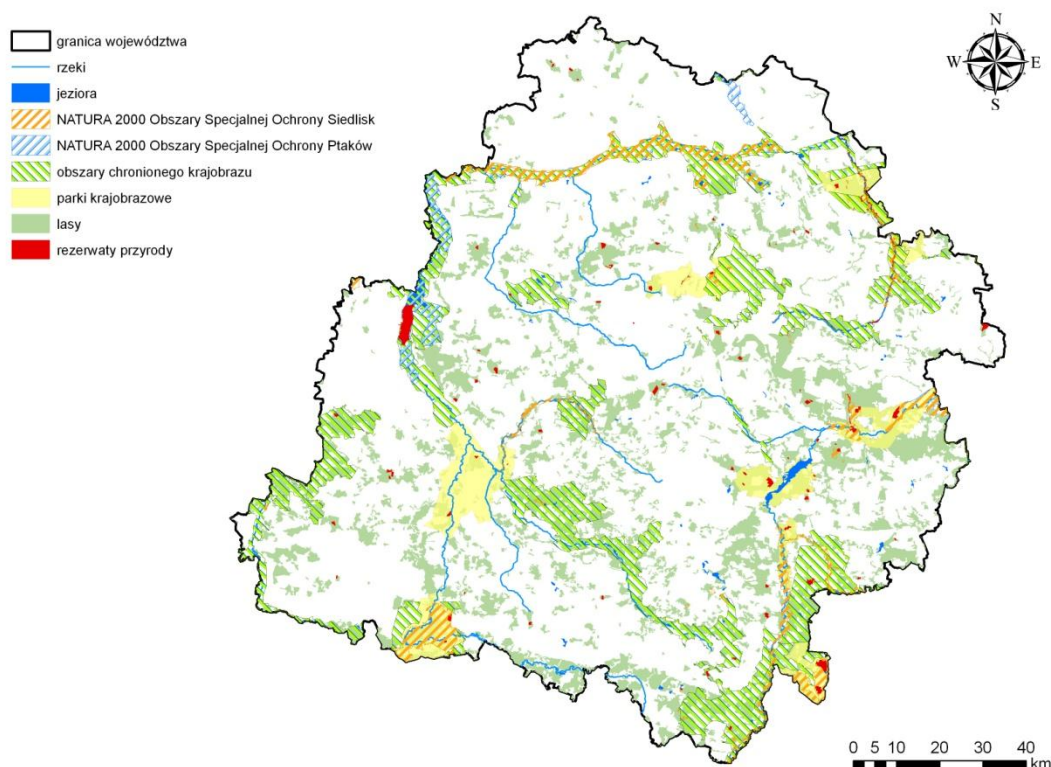 granica województwa
rzeki
jeziora
NATURA 2000 Obszary Specjalnej Ochrony Siedlisk
NATURA 2000 Obszary Specjalnej Ochrony Ptaków
obszary chronionego krajobrazu
parki krajobrazowe
lasy
rezerwaty przyrody
N
W E
S
0 5 10 20 30 40
km